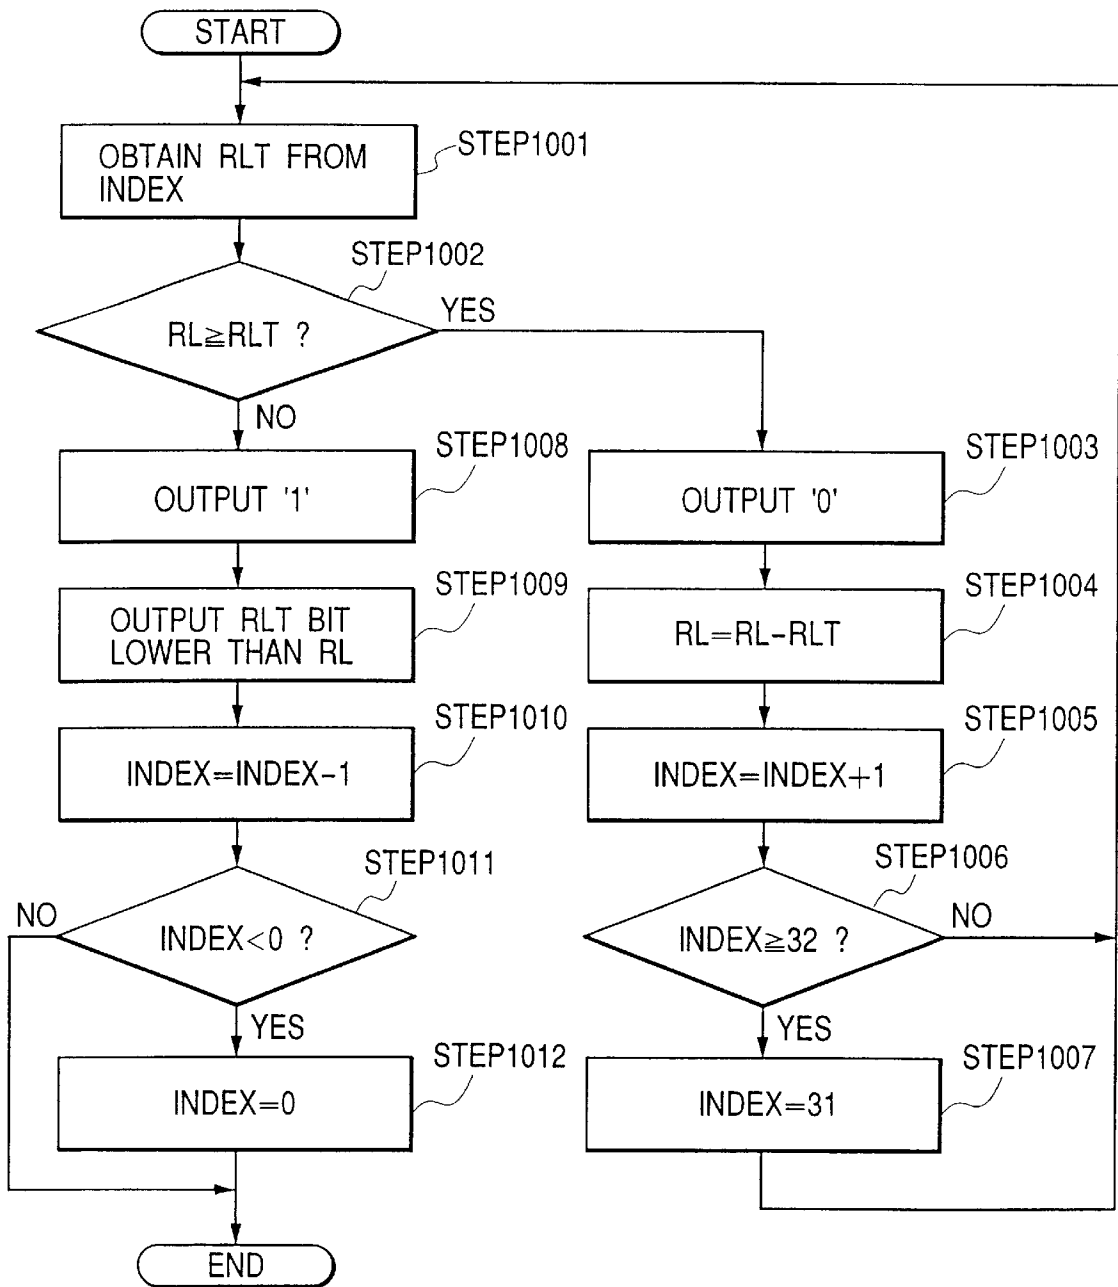 START
OBTAIN RLT FROM
INDEX
STEP1001
STEP1002
RL≧RLT ?
YES
NO
STEP1008
OUTPUT '1'
STEP1003
OUTPUT '0'
STEP1009
OUTPUT RLT BIT
LOWER THAN RL
STEP1004
RL=RL-RLT
STEP1010
INDEX=INDEX-1
STEP1005
INDEX=INDEX+1
STEP1011
NO
INDEX<0 ?
YES
STEP1006
INDEX≧32 ?
NO
YES
STEP1012
INDEX=0
STEP1007
INDEX=31
END